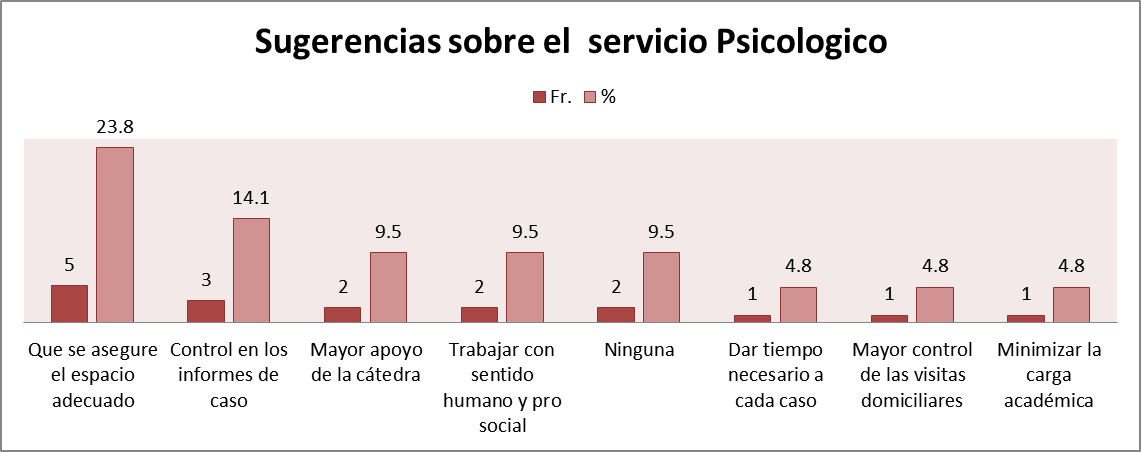 Sugerencias sobre el  servicio Psicologico
Fr. %
23.8
14.1
9.5 9.5 9.5
5 3 2 2 2 1 4.8 1 4.8 1 4.8
Que se asegure
el espacio
adecuado
Control en los
informes de
caso
Mayor apoyo
de la cátedra
Trabajar con
sentido
humano y pro
social
Ninguna
Dar tiempo
necesario a
cada caso
Mayor control
de las visitas
domiciliares
Minimizar la
carga
académica